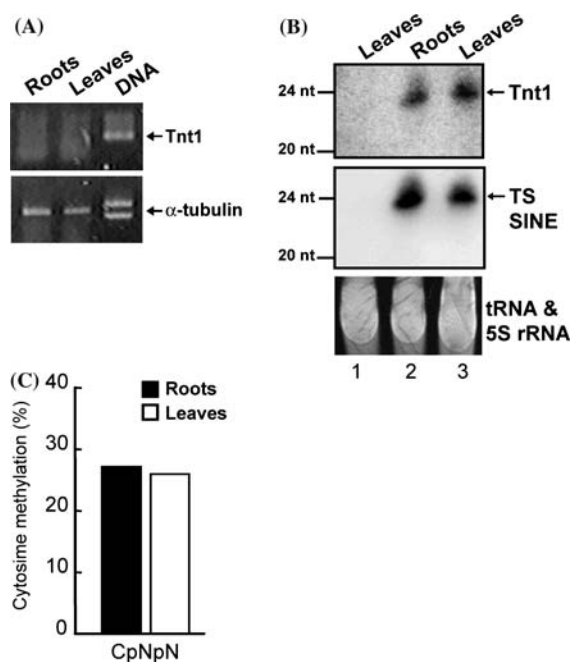 (A)
Roots Leaves DNA
Tnt1
α-tubulin
(B)
Leaves Roots Leaves
24 nt
Tnt1
20 nt
24 nt
TS
SINE
20 nt
tRNA &
5S rRNA
1 2 3
(C)
Roots
Leaves
Cytosime methylation (%)
40
30
20
10
0
CpNpN